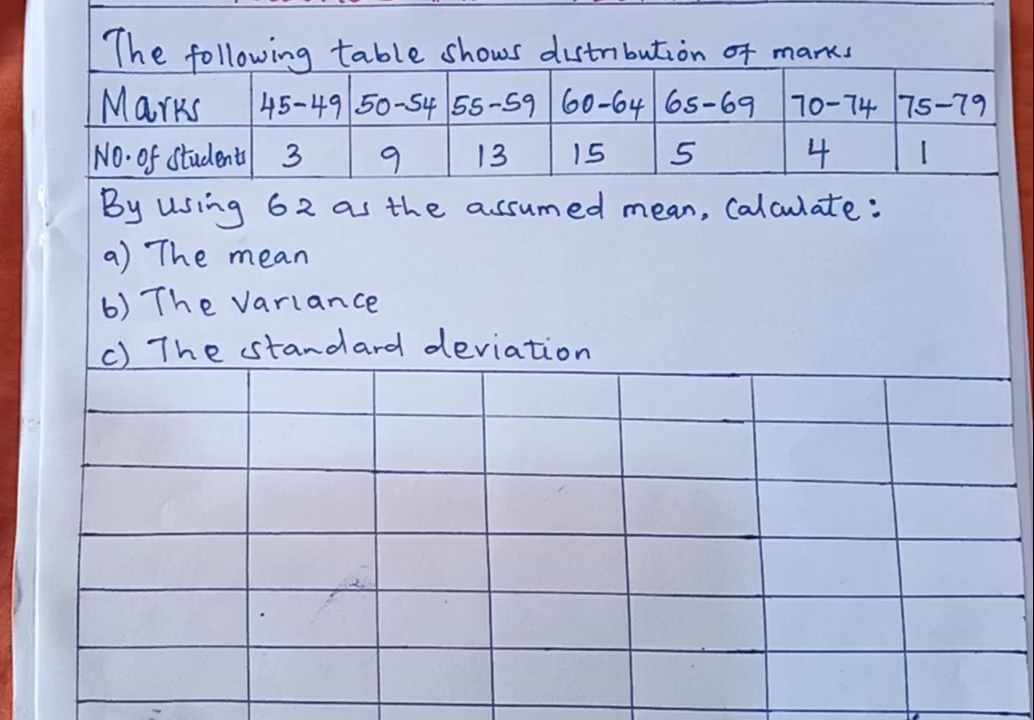 The following table shows distribution of marks
Marks 45-49 50-54 55-59 60-64 65-69 70-74 75-79
No. of students 3 9 13 15 5 4 1
By using 62 as the assumed mean, calculate:
a) The mean
b) The variance
c) The standard deviation